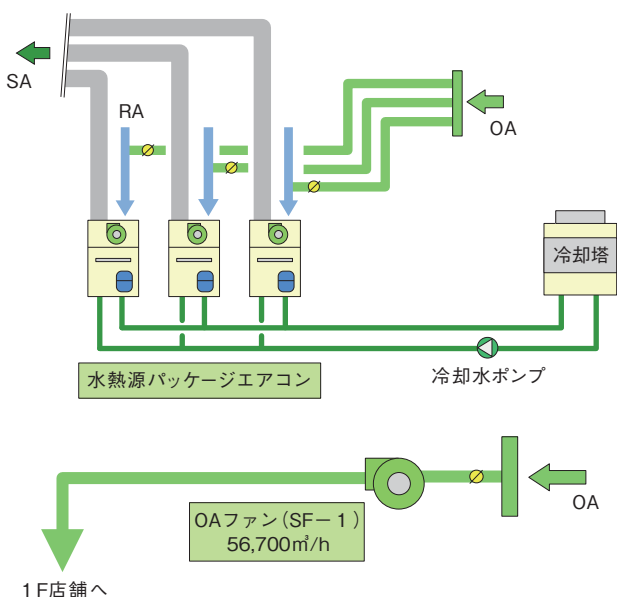 SA
RA
OA
冷却塔
水熱源パッケージエアコン
冷却水ポンプ
OAファン(SF−1)
56,700㎥/h
OA
1F店舗へ